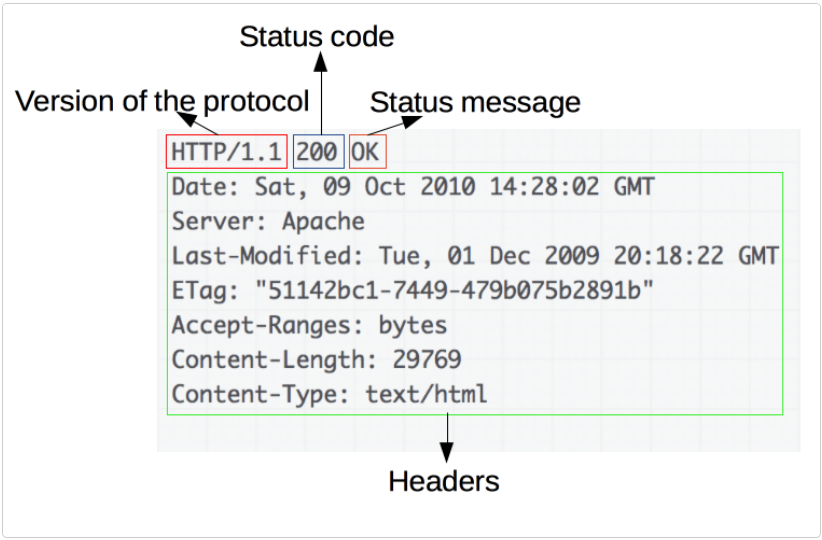 Status code
Version of the protocol
Status message
HTTP/1.1 200 OK
Date: Sat, 09 Oct 2010 14:28:02 GMT
Server: Apache
Last-Modified: Tue, 01 Dec 2009 20:18:22 GMT
ETag: "51142bc1-7449-479b075b2891b"
Accept-Ranges: bytes
Content-Length: 29769
Content-Type: text/html
Headers